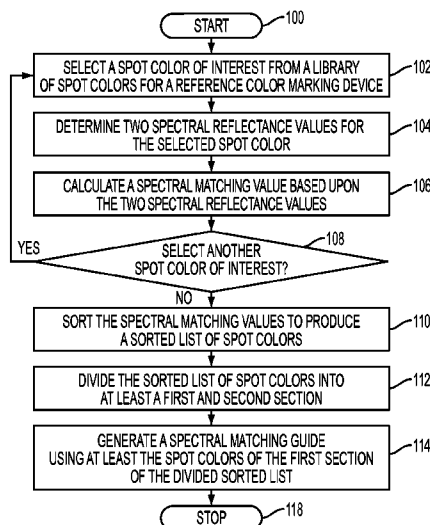 START
100
SELECT A SPOT COLOR OF INTEREST FROM A LIBRARY
OF SPOT COLORS FOR A REFERENCE COLOR MARKING DEVICE
102
DETERMINE TWO SPECTRAL REFLECTANCE VALUES FOR
THE SELECTED SPOT COLOR
104
CALCULATE A SPECTRAL MATCHING VALUE BASED UPON
THE TWO SPECTRAL REFLECTANCE VALUES
106
YES
SELECT ANOTHER
SPOT COLOR OF INTEREST?
108
NO
SORT THE SPECTRAL MATCHING VALUES TO PRODUCE
A SORTED LIST OF SPOT COLORS
110
DIVIDE THE SORTED LIST OF SPOT COLORS INTO
AT LEAST A FIRST AND SECOND SECTION
112
GENERATE A SPECTRAL MATCHING GUIDE
USING AT LEAST THE SPOT COLORS OF THE FIRST SECTION
OF THE DIVIDED SORTED LIST
114
STOP
118